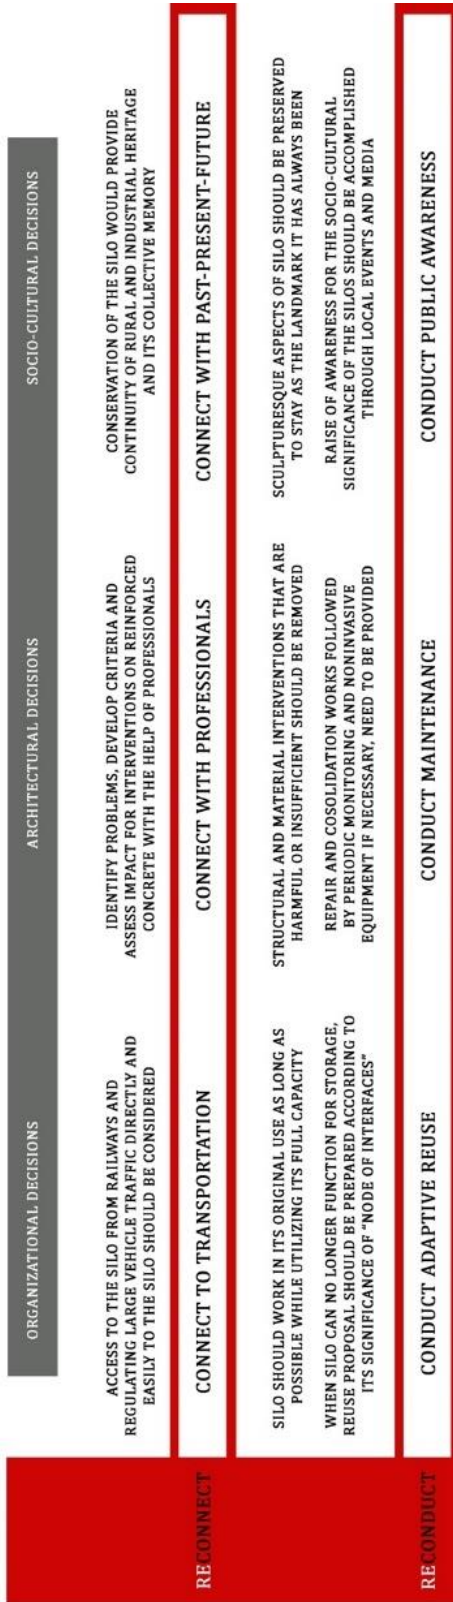 ORGANIZATIONAL DECISIONS
ARCHITECTURAL DECISIONS
SOCIO-CULTURAL DECISIONS
ACCESS TO THE SILO FROM RAILWAYS AND
REGULATING LARGE VEHICLE TRAFFIC DIRECTLY AND
EASILY TO THE SILO SHOULD BE CONSIDERED
IDENTIFY PROBLEMS, DEVELOP CRITERIA AND
ASSESS IMPACT FOR INTERVENTIONS ON REINFORCED
CONCRETE WITH THE HELP OF PROFESSIONALS
CONSERVATION OF THE SILO WOULD PROVIDE
CONTINUITY OF RURAL AND INDUSTRIAL HERITAGE
AND ITS COLLECTIVE MEMORY
RECONNECT
CONNECT TO TRANSPORTATION
CONNECT WITH PROFESSIONALS
CONNECT WITH PAST-PRESENT-FUTURE
SILO SHOULD WORK IN ITS ORIGINAL USE AS LONG AS
POSSIBLE WHILE UTILIZING ITS FULL CAPACITY
WHEN SILO CAN NO LONGER FUNCTION FOR STORAGE,
REUSE PROPOSAL SHOULD BE PREPARED ACCORDING TO
ITS SIGNIFICANCE OF "NODE OF INTERFACES"
STRUCTURAL AND MATERIAL INTERVENTIONS THAT ARE
HARMFUL OR INSUFFICIENT SHOULD BE REMOVED
REPAIR AND COSOLIDATION WORKS FOLLOWED
BY PERIODIC MONITORING AND NONINVASIVE
EQUIPMENT IF NECESSARY, NEED TO BE PROVIDED
SCULPTURESQUE ASPECTS OF SILO SHOULD BE PRESERVED
TO STAY AS THE LANDMARK IT HAS ALWAYS BEEN
RAISE OF AWARENESS FOR THE SOCIO-CULTURAL
SIGNIFICANCE OF THE SILOS SHOULD BE ACCOMPLISHED
THROUGH LOCAL EVENTS AND MEDIA
RECONDUCT
CONDUCT ADAPTIVE REUSE
CONDUCT MAINTENANCE
CONDUCT PUBLIC AWARENESS